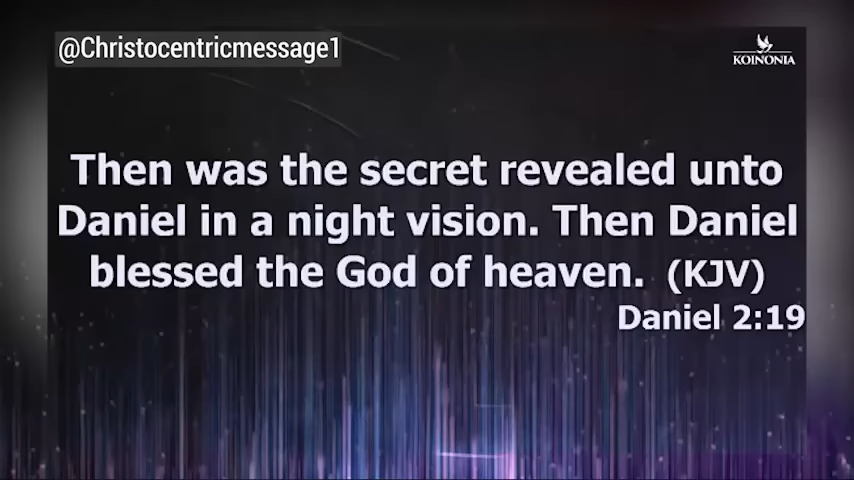 @Christocentricmessage1
KOINONIA
Then was the secret revealed unto
Daniel in a night vision. Then Daniel
blessed the God of heaven. (KJV)
Daniel 2:19